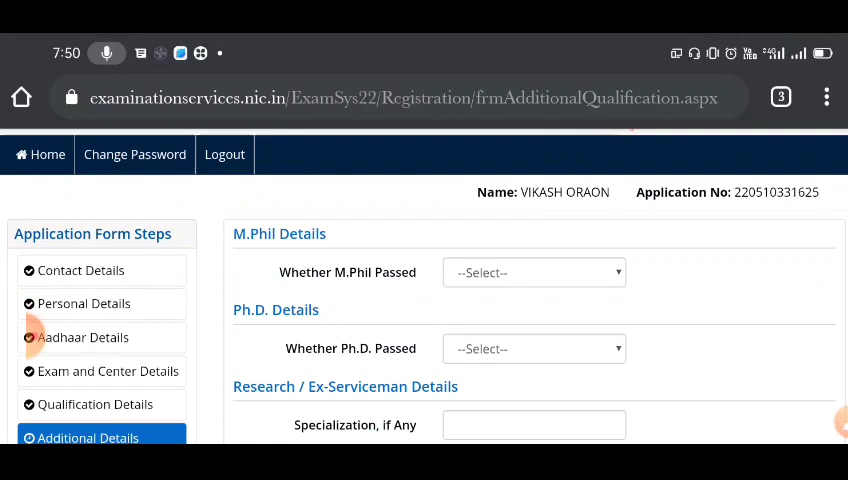 7:50
examinationservices.nic.in/ExamSys22/Registration/frmAdditionalQualification.aspx
3
Home Change Password Logout
Name: VIKASH ORAON Application No: 220510331625
Application Form Steps
Contact Details
Personal Details
Aadhaar Details
Exam and Center Details
Qualification Details
Additional Details
M.Phil Details
Whether M.Phil Passed --Select--
Ph.D. Details
Whether Ph.D. Passed --Select--
Research / Ex-Serviceman Details
Specialization, if Any